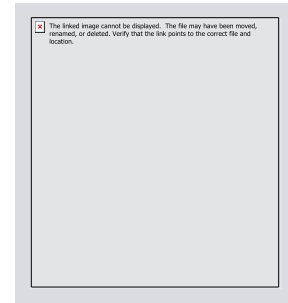 The linked image cannot be displayed.  The file may have been moved,
renamed, or deleted. Verify that the link points to the correct file and
location.